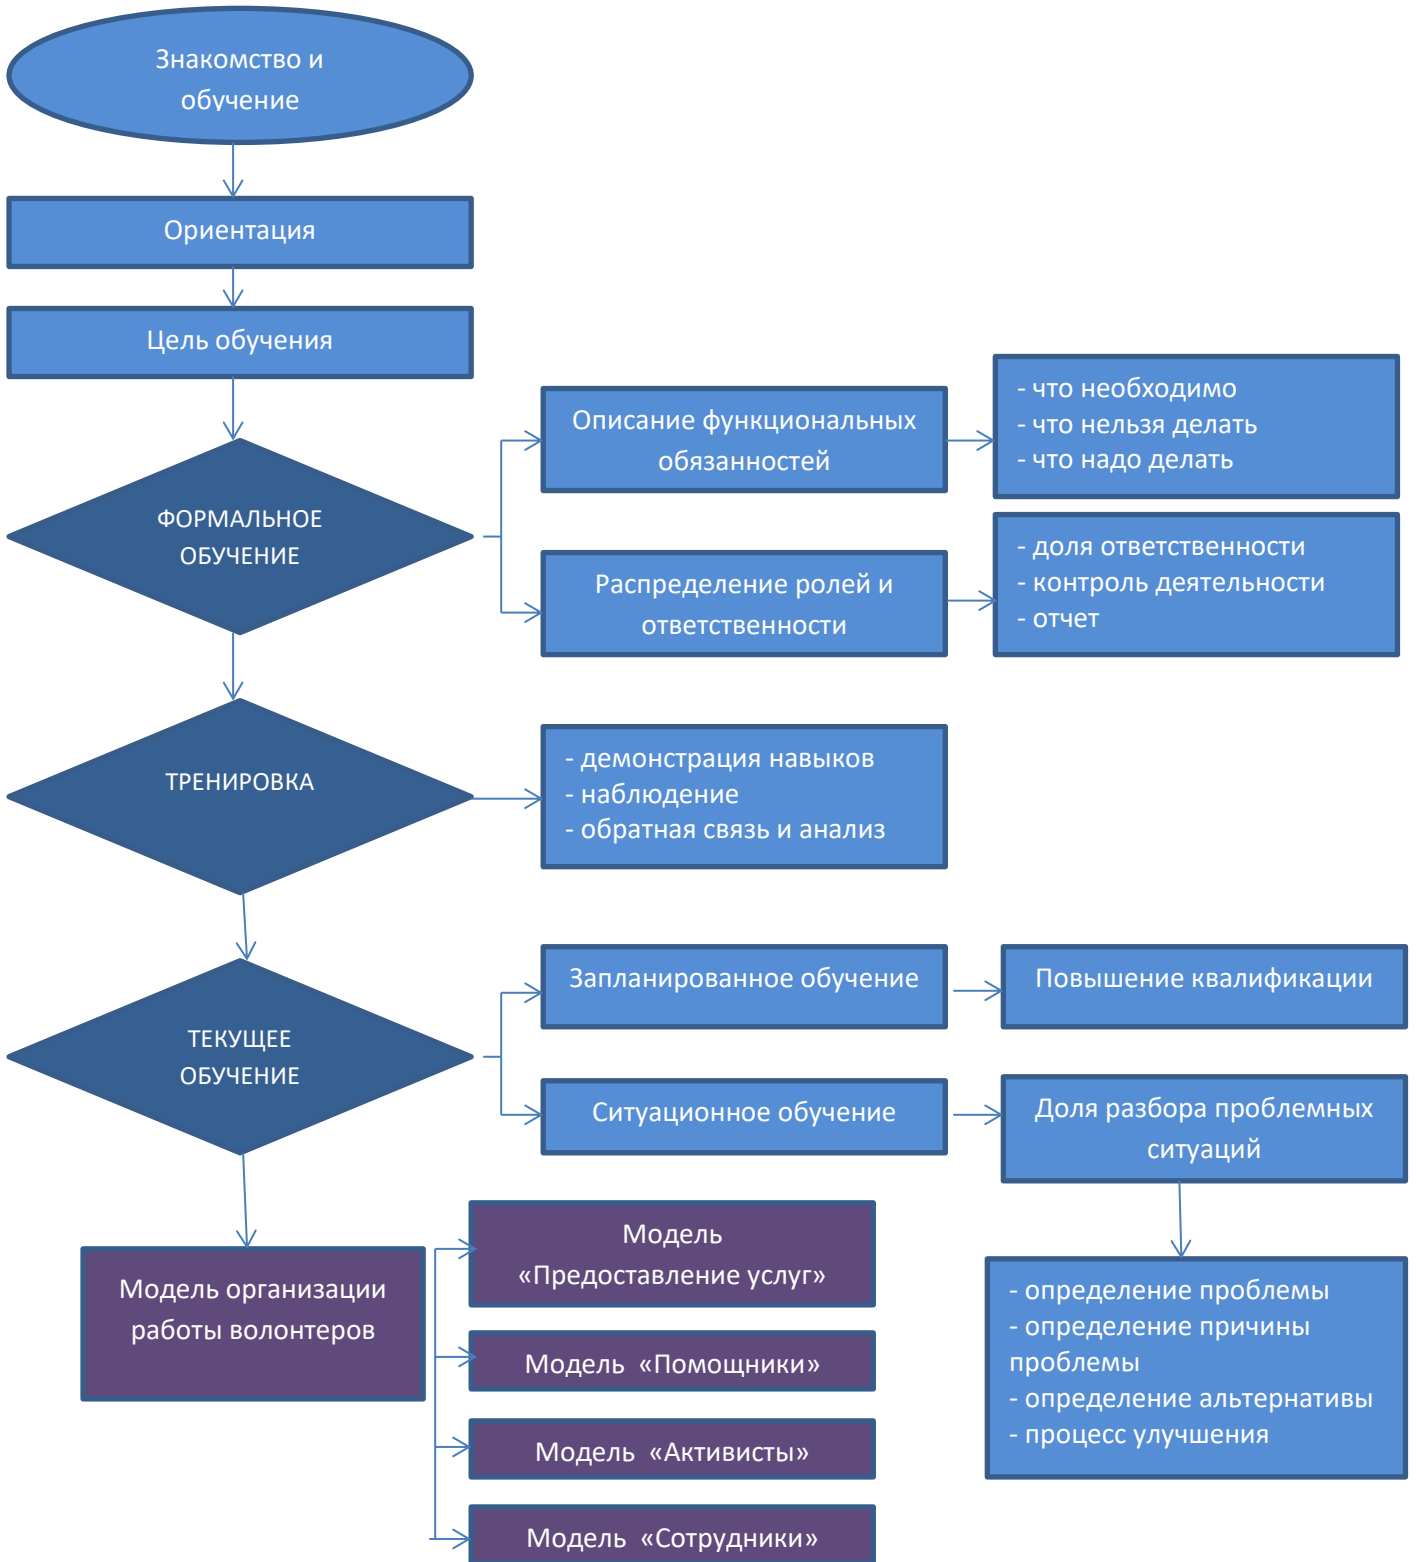 Знакомство и
обучение
Ориентация
Цель обучения
ФОРМАЛЬНОЕ
ОБУЧЕНИЕ
Описание функциональных
обязанностей
- что необходимо
- что нельзя делать
- что надо делать
Распределение ролей и
ответственности
- доля ответственности
- контроль деятельности
- отчет
ТРЕНИРОВКА
- демонстрация навыков
- наблюдение
- обратная связь и анализ
ТЕКУЩЕЕ
ОБУЧЕНИЕ
Запланированное обучение
Повышение квалификации
Ситуационное обучение
Доля разбора проблемных
ситуаций
- определение проблемы
- определение причины
проблемы
- определение альтернативы
- процесс улучшения
Модель организации
работы волонтеров
Модель
«Предоставление услуг»
Модель «Помощники»
Модель «Активисты»
Модель «Сотрудники»